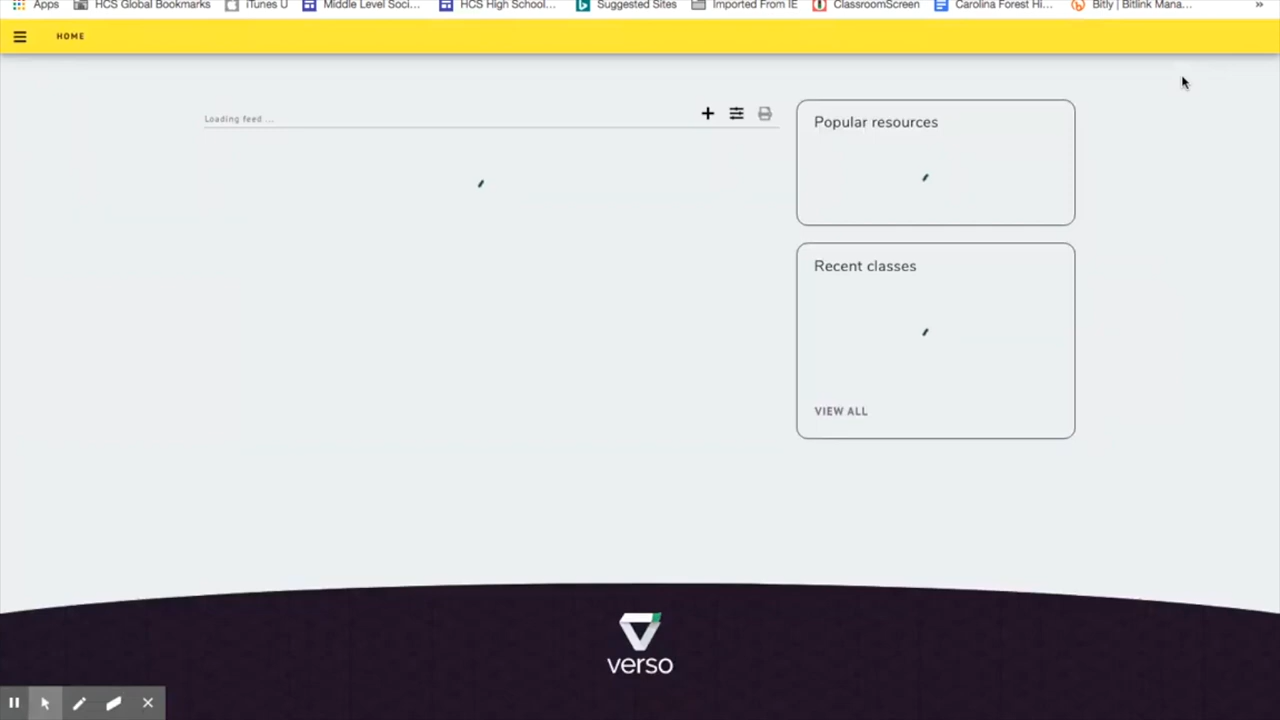 Apps HCS Global Bookmarks iTunes U Middle Level Soci... HCS High School... Suggested Sites Imported From IE ClassroomScreen Carolina Forest Hi... Bitly | Bitlink Mana... »
HOME
Loading feed ...
Popular resources
Recent classes
VIEW ALL
verso